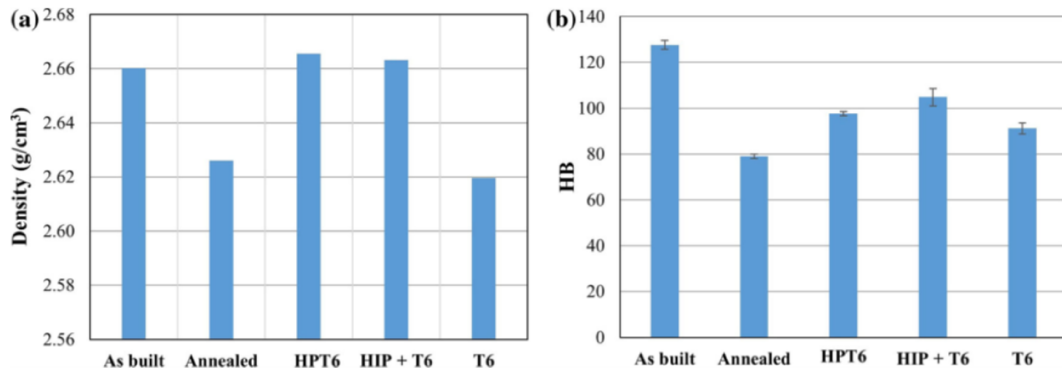 (a)
2.68
2.66
2.64
2.62
2.60
2.58
2.56
Density (g/cm³)
As built Annealed HPT6 HIP + T6 T6
(b)
140
120
100
80
60
40
20
0
HB
As built Annealed HPT6 HIP + T6 T6